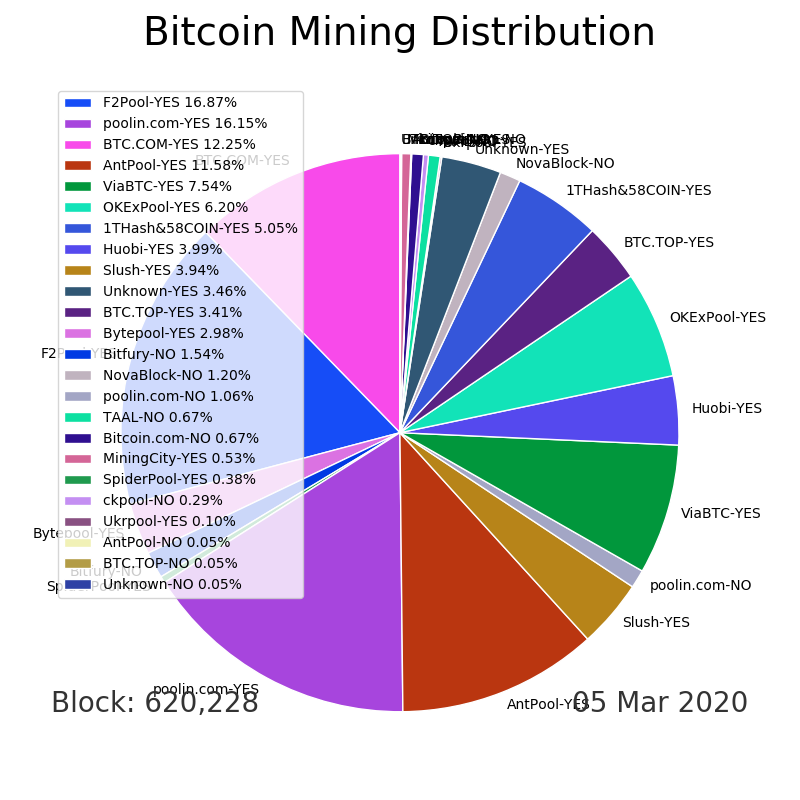 Bitcoin Mining Distribution
F2Pool-YES 16.87%
poolin.com-YES 16.15%
BTC.COM-YES 12.25%
AntPool-YES 11.58%
ViaBTC-YES 7.54%
OKExPool-YES 6.20%
1THash&58COIN-YES 5.05%
Huobi-YES 3.99%
Slush-YES 3.94%
Unknown-YES 3.46%
BTC.TOP-YES 3.41%
Bytepool-YES 2.98%
Bitfury-NO 1.54%
NovaBlock-NO 1.20%
poolin.com-NO 1.06%
TAAL-NO 0.67%
Bitcoin.com-NO 0.67%
MiningCity-YES 0.53%
SpiderPool-YES 0.38%
ckpool-NO 0.29%
Ukrpool-YES 0.10%
AntPool-NO 0.05%
BTC.TOP-NO 0.05%
Unknown-NO 0.05%
BTC.COM-YES
Unknown-YES
NovaBlock-NO
1THash&58COIN-YES
BTC.TOP-YES
OKExPool-YES
Huobi-YES
ViaBTC-YES
poolin.com-NO
Slush-YES
AntPool-YES
poolin.com-YES
Bitfury-NO
Bytepool-YES
F2Pool-YES
Block: 620,228
05 Mar 2020